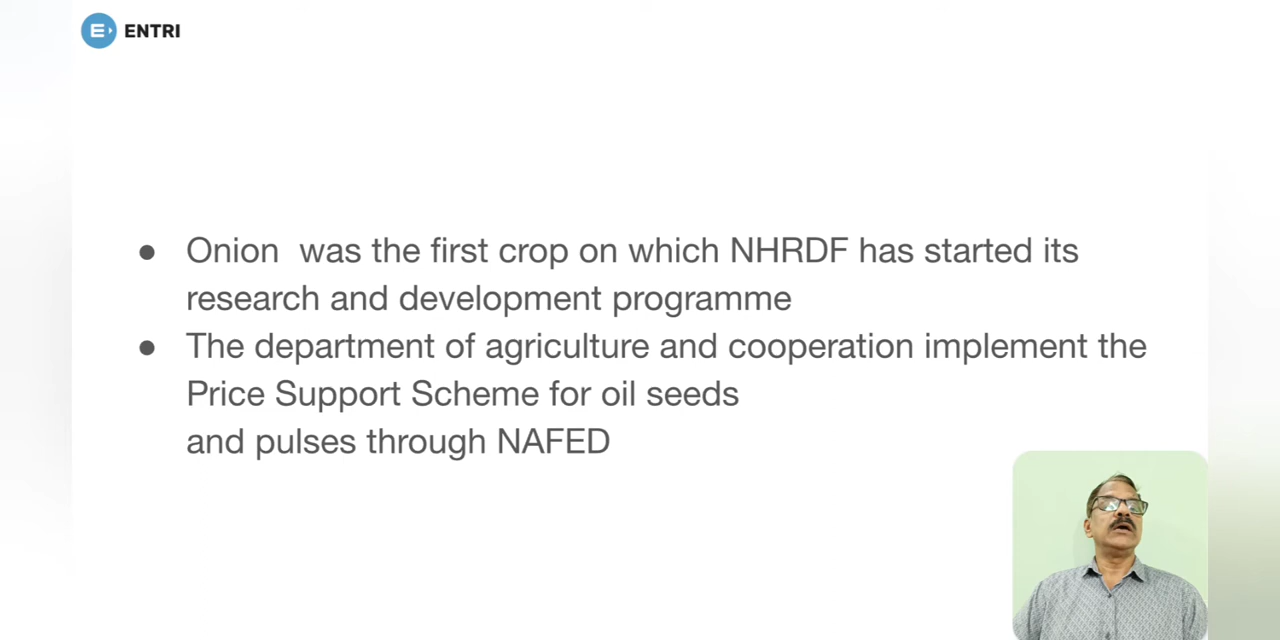 ENTRI
● Onion was the first crop on which NHRDF has started its
research and development programme
● The department of agriculture and cooperation implement the
Price Support Scheme for oil seeds
and pulses through NAFED